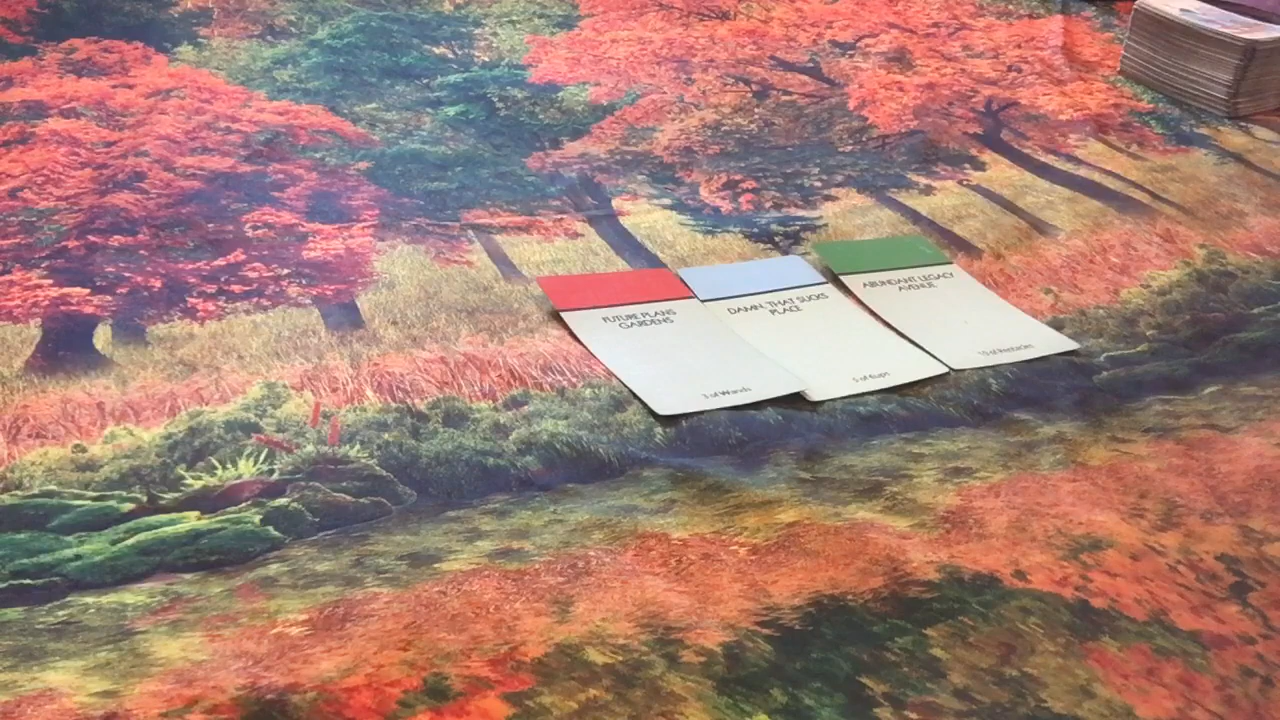 FUTURE PLANS
GARDENS
3 of Wands
DAMN, THAT SUCKS
PLACE
5 of Cups
ABUNDANT LEGACY
AVENUE
10 of Pentacles